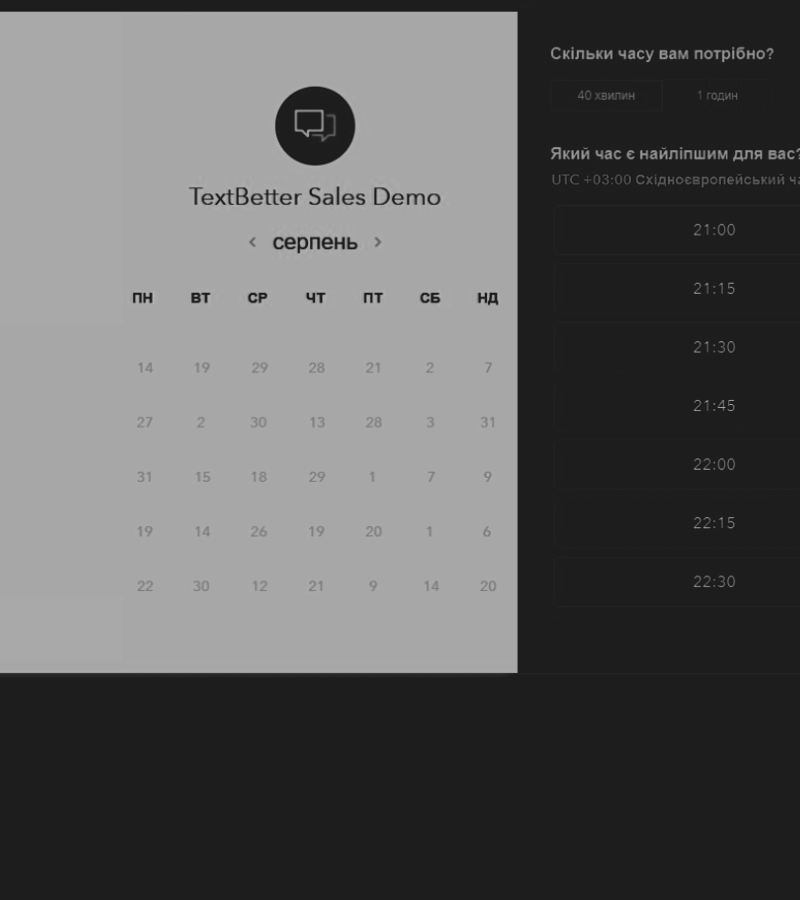 TextBetter Sales Demo
‹ серпень ›
ПН ВТ СР ЧТ ПТ СБ НД
14 19 29 28 21 2 7
27 2 30 13 28 3 31
31 15 18 29 1 7 9
19 14 26 19 20 1 6
22 30 12 21 9 14 20
Скільки часу вам потрібно?
40 хвилин 1 годин
Який час є найліпшим для вас?
UTC +03:00 Східноєвропейський ча
21:00
21:15
21:30
21:45
22:00
22:15
22:30